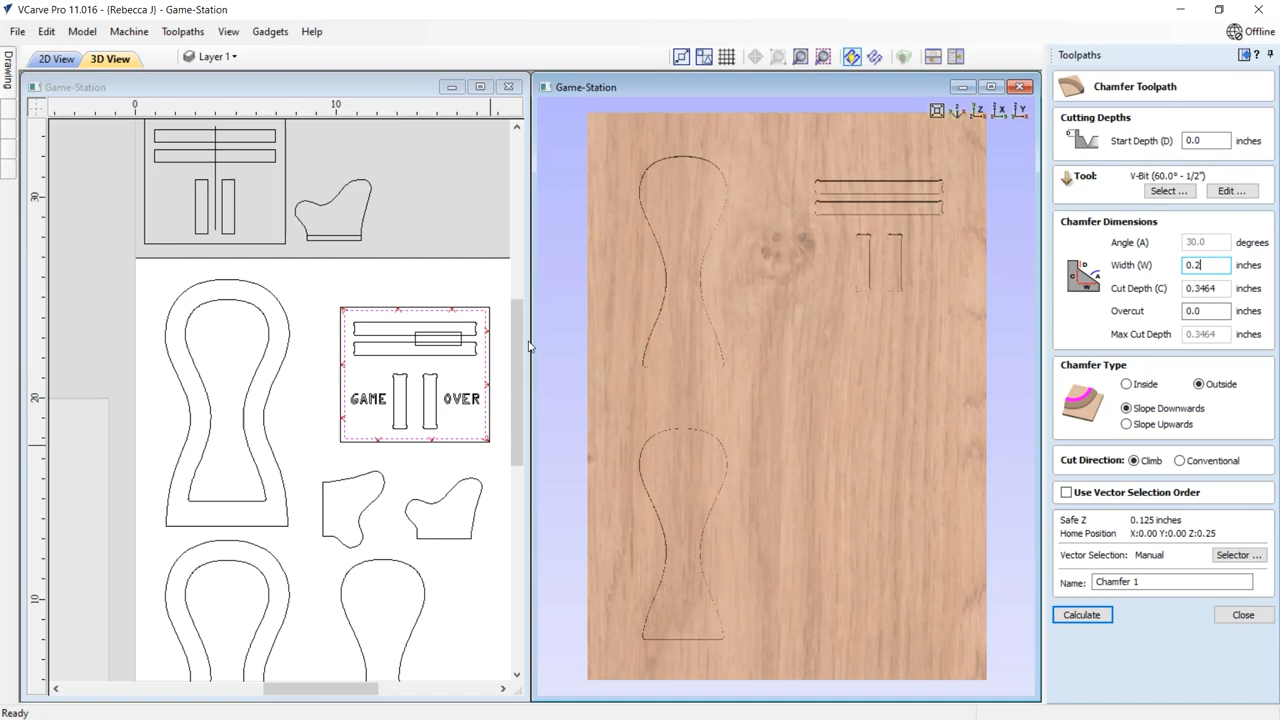 VCarve Pro 11.016 - {Rebecca J} - Game-Station
File Edit Model Machine Toolpaths View Gadgets Help
Offline
2D View 3D View Layer 1
Toolpaths
Drawing
Game-Station
Game-Station
Chamfer Toolpath
0 10
30
20
10
GAME OVER
Z X Y
Cutting Depths
Start Depth (D) 0.0 inches
Tool: V-Bit (60.0° - 1/2")
Select ... Edit ...
Chamfer Dimensions
Angle (A) 30.0 degrees
Width (W) 0.2 inches
Cut Depth (C) 0.3464 inches
Overcut 0.0 inches
Max Cut Depth 0.3464 inches
D
C A
W
Chamfer Type
Inside Outside
Slope Downwards
Slope Upwards
Cut Direction: Climb Conventional
Use Vector Selection Order
Safe Z 0.125 inches
Home Position X:0.00 Y:0.00 Z:0.25
Vector Selection: Manual Selector ...
Name: Chamfer 1
Calculate Close
Ready